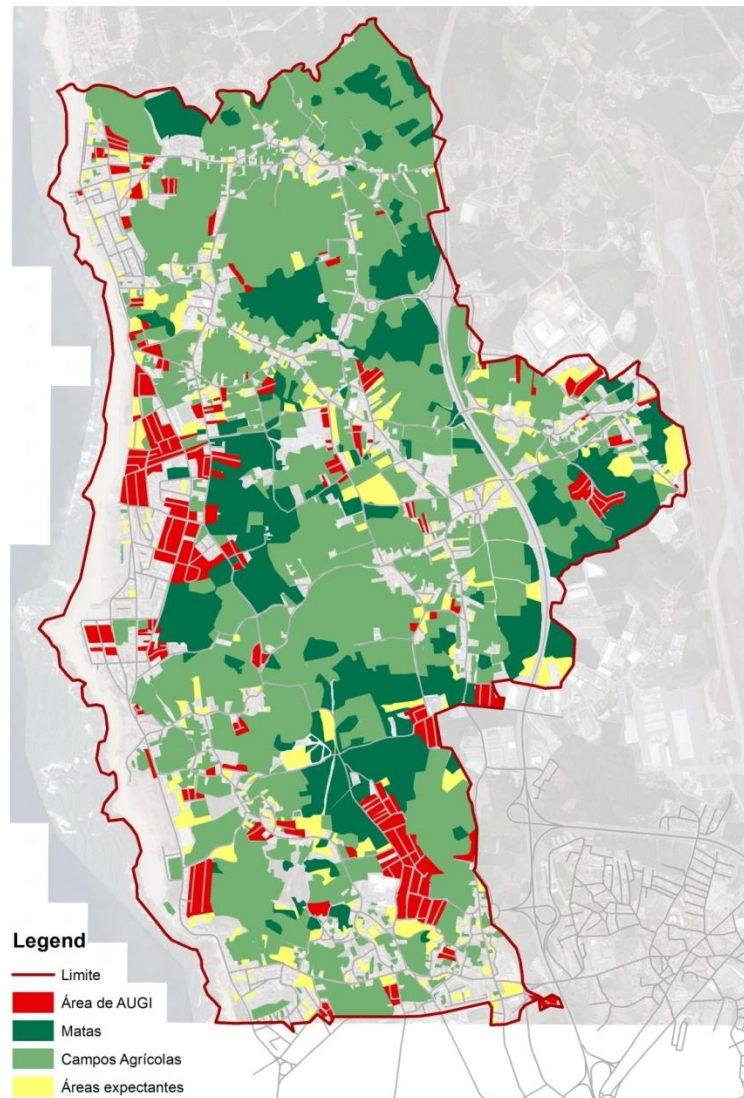 Legend
Limite
Área de AUGI
Matas
Campos Agrícolas
Áreas expectantes